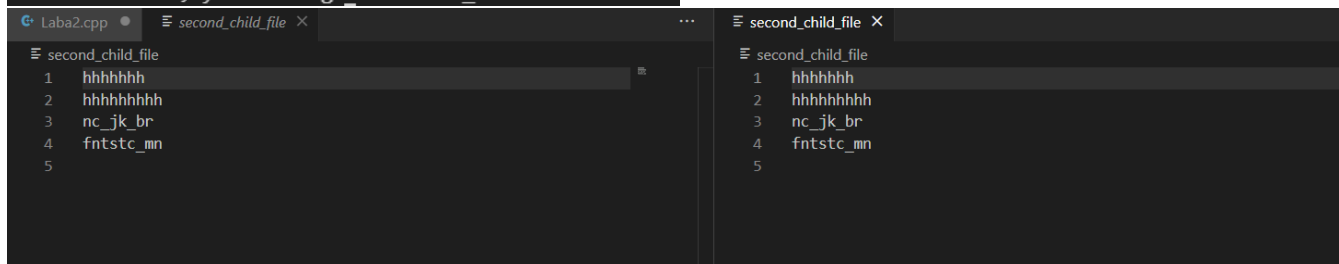 Laba2.cpp second_child_file
second_child_file
1 hhhhhhh
2 hhhhhhhhh
3 nc_jk_br
4 fntstc_mn
5
second_child_file
second_child_file
1 hhhhhhh
2 hhhhhhhhh
3 nc_jk_br
4 fntstc_mn
5